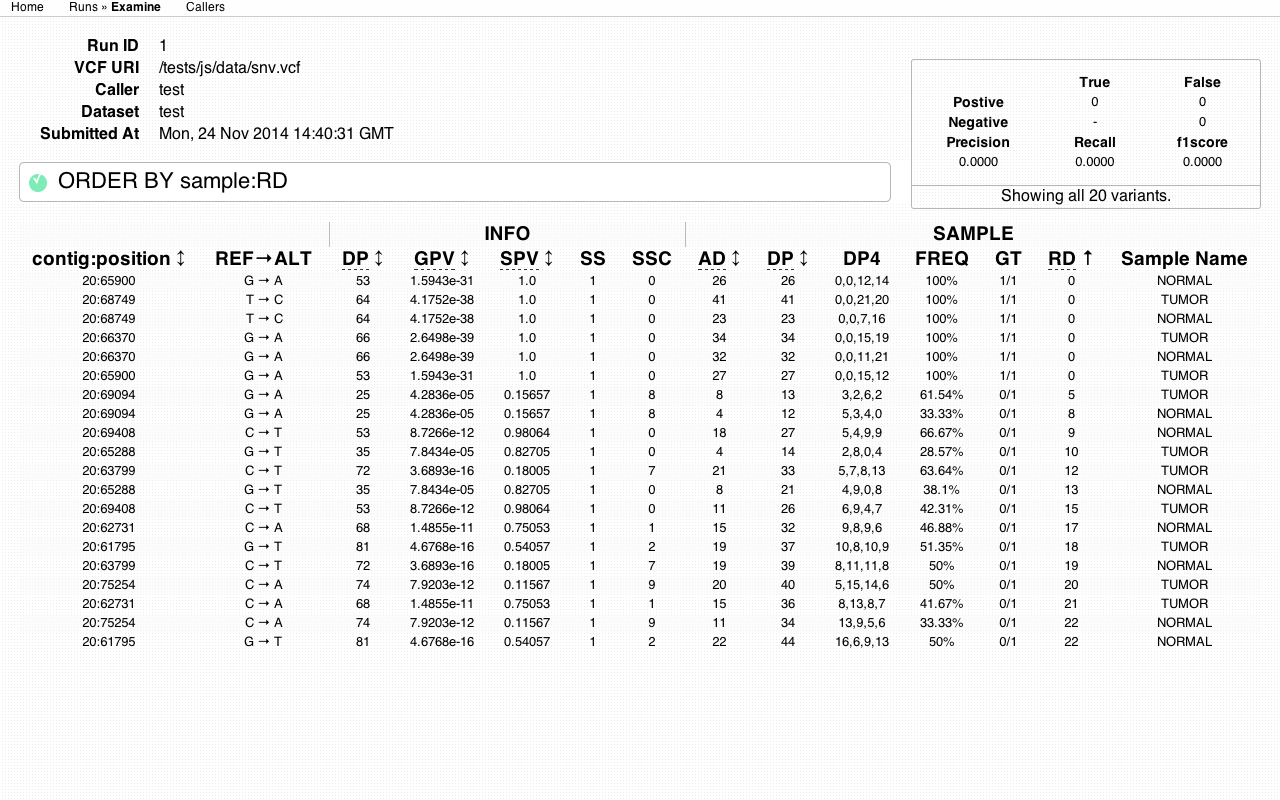 Home Runs » Examine Callers
Run ID 1
VCF URI /tests/js/data/snv.vcf
Caller test
Dataset test
Submitted At Mon, 24 Nov 2014 14:40:31 GMT
True False
Postive 0 0
Negative - 0
Precision Recall f1score
0.0000 0.0000 0.0000
Showing all 20 variants.
ORDER BY sample:RD
INFO SAMPLE
contig:position ↕ REF→ALT DP ↕ GPV ↕ SPV ↕ SS SSC AD ↕ DP ↕ DP4 FREQ GT RD ↑ Sample Name
20:65900 G → A 53 1.5943e-31 1.0 1 0 26 26 0,0,12,14 100% 1/1 0 NORMAL
20:68749 T → C 64 4.1752e-38 1.0 1 0 41 41 0,0,21,20 100% 1/1 0 TUMOR
20:68749 T → C 64 4.1752e-38 1.0 1 0 23 23 0,0,7,16 100% 1/1 0 NORMAL
20:66370 G → A 66 2.6498e-39 1.0 1 0 34 34 0,0,15,19 100% 1/1 0 TUMOR
20:66370 G → A 66 2.6498e-39 1.0 1 0 32 32 0,0,11,21 100% 1/1 0 NORMAL
20:65900 G → A 53 1.5943e-31 1.0 1 0 27 27 0,0,15,12 100% 1/1 0 TUMOR
20:69094 G → A 25 4.2836e-05 0.15657 1 8 8 13 3,2,6,2 61.54% 0/1 5 TUMOR
20:69094 G → A 25 4.2836e-05 0.15657 1 8 4 12 5,3,4,0 33.33% 0/1 8 NORMAL
20:69408 C → T 53 8.7266e-12 0.98064 1 0 18 27 5,4,9,9 66.67% 0/1 9 NORMAL
20:65288 G → T 35 7.8434e-05 0.82705 1 0 4 14 2,8,0,4 28.57% 0/1 10 TUMOR
20:63799 C → T 72 3.6893e-16 0.18005 1 7 21 33 5,7,8,13 63.64% 0/1 12 TUMOR
20:65288 G → T 35 7.8434e-05 0.82705 1 0 8 21 4,9,0,8 38.1% 0/1 13 NORMAL
20:69408 C → T 53 8.7266e-12 0.98064 1 0 11 26 6,9,4,7 42.31% 0/1 15 TUMOR
20:62731 C → A 68 1.4855e-11 0.75053 1 1 15 32 9,8,9,6 46.88% 0/1 17 NORMAL
20:61795 G → T 81 4.6768e-16 0.54057 1 2 19 37 10,8,10,9 51.35% 0/1 18 TUMOR
20:63799 C → T 72 3.6893e-16 0.18005 1 7 19 39 8,11,11,8 50% 0/1 19 NORMAL
20:75254 C → A 74 7.9203e-12 0.11567 1 9 20 40 5,15,14,6 50% 0/1 20 TUMOR
20:62731 C → A 68 1.4855e-11 0.75053 1 1 15 36 8,13,8,7 41.67% 0/1 21 TUMOR
20:75254 C → A 74 7.9203e-12 0.11567 1 9 11 34 13,9,5,6 33.33% 0/1 22 NORMAL
20:61795 G → T 81 4.6768e-16 0.54057 1 2 22 44 16,6,9,13 50% 0/1 22 NORMAL